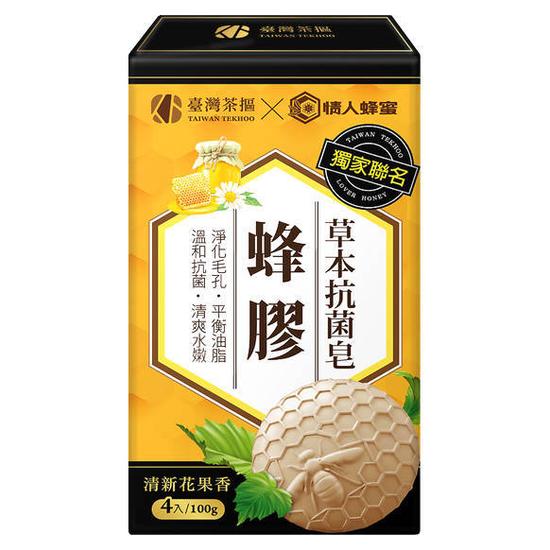 臺灣茶摳
TAIWAN TEKHOO
臺灣茶摳
TAIWAN TEKHOO
×
情人蜂蜜
TAIWAN TEKHOO
獨家聯名
LOVER HONEY
草本抗菌皂
蜂膠
淨化毛孔・平衡油脂
溫和抗菌・清爽水嫩
清新花果香
4入/100g